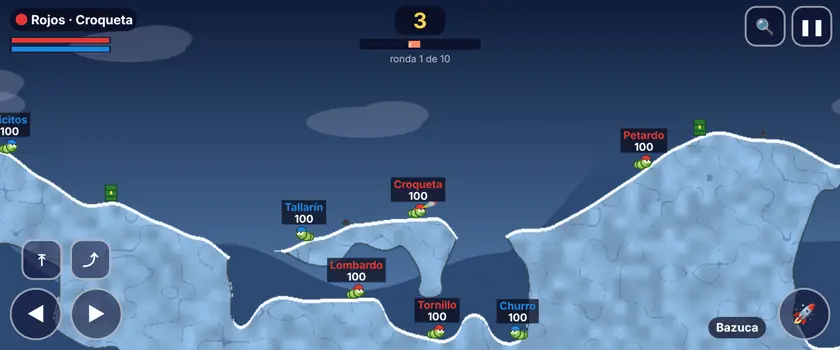 Rojos · Croqueta
3
ronda 1 de 10
icitos
100
Petardo
100
Croqueta
100
Tallarín
100
Lombardo
100
Tornillo
100
Churro
100
Bazuca